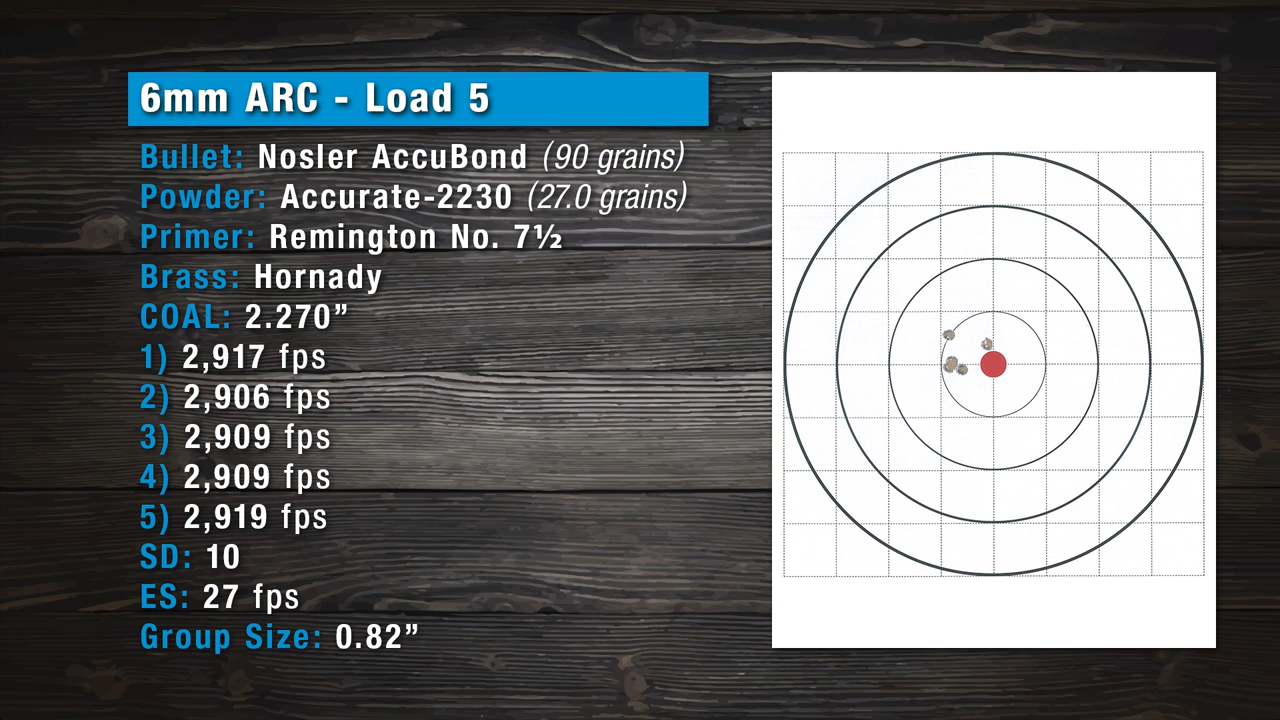 6mm ARC - Load 5
Bullet: Nosler AccuBond (90 grains)
Powder: Accurate-2230 (27.0 grains)
Primer: Remington No. 7½
Brass: Hornady
COAL: 2.270”
1) 2,917 fps
2) 2,906 fps
3) 2,909 fps
4) 2,909 fps
5) 2,919 fps
SD: 10
ES: 27 fps
Group Size: 0.82”